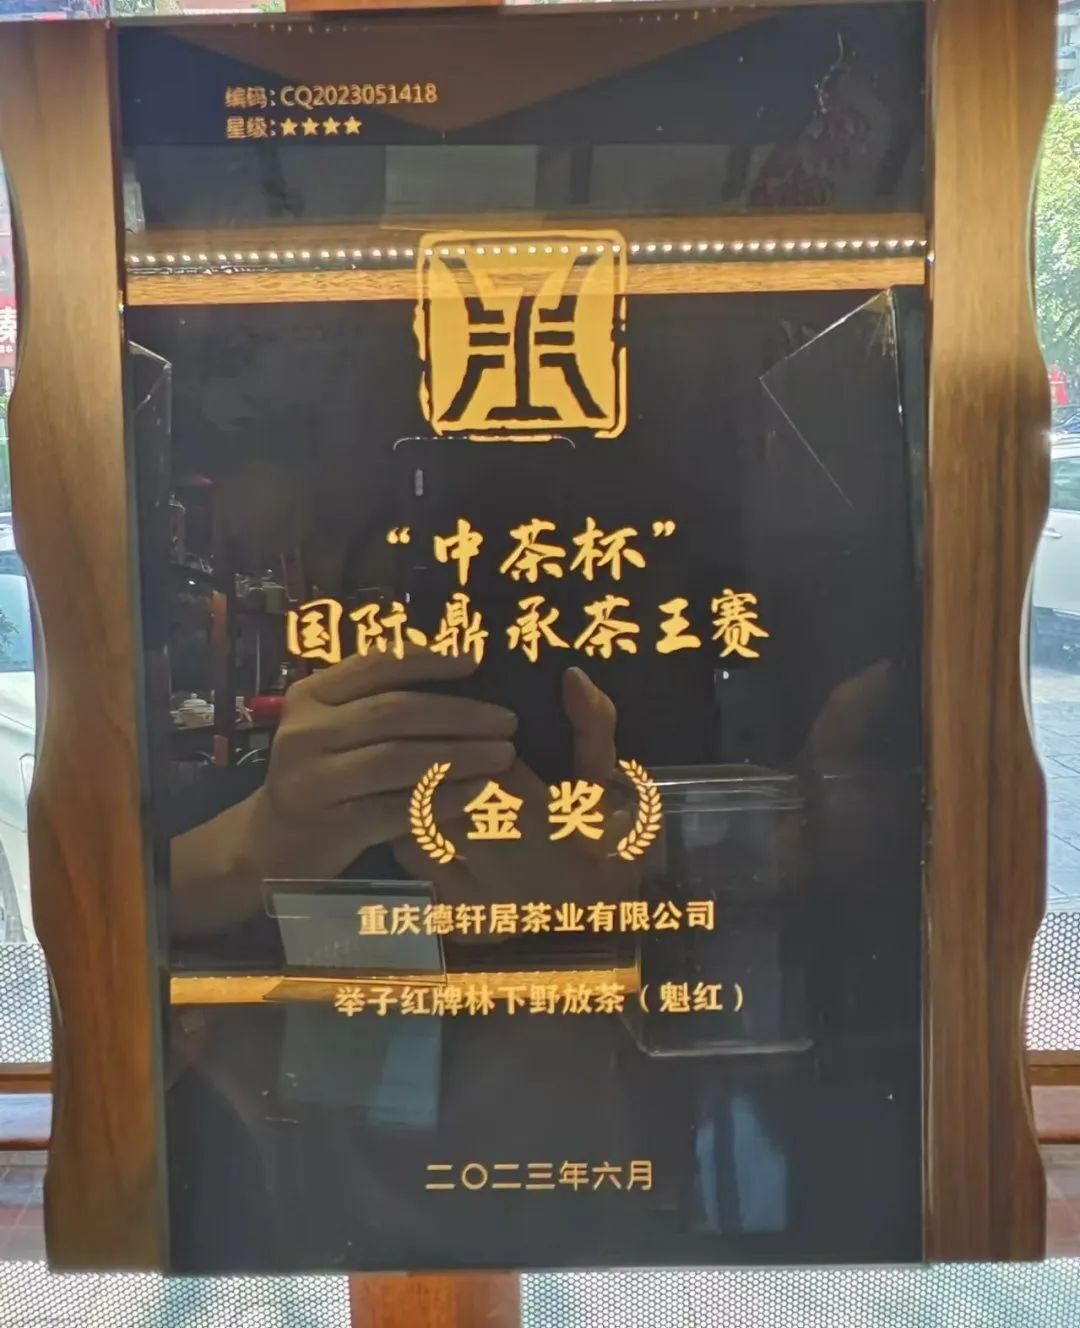 编码:CQ2023051418
星级:★★★★
“中茶杯”
国际鼎承茶王赛
金奖
重庆德轩居茶业有限公司
举子红牌林下野放茶（魁红）
二〇二三年六月